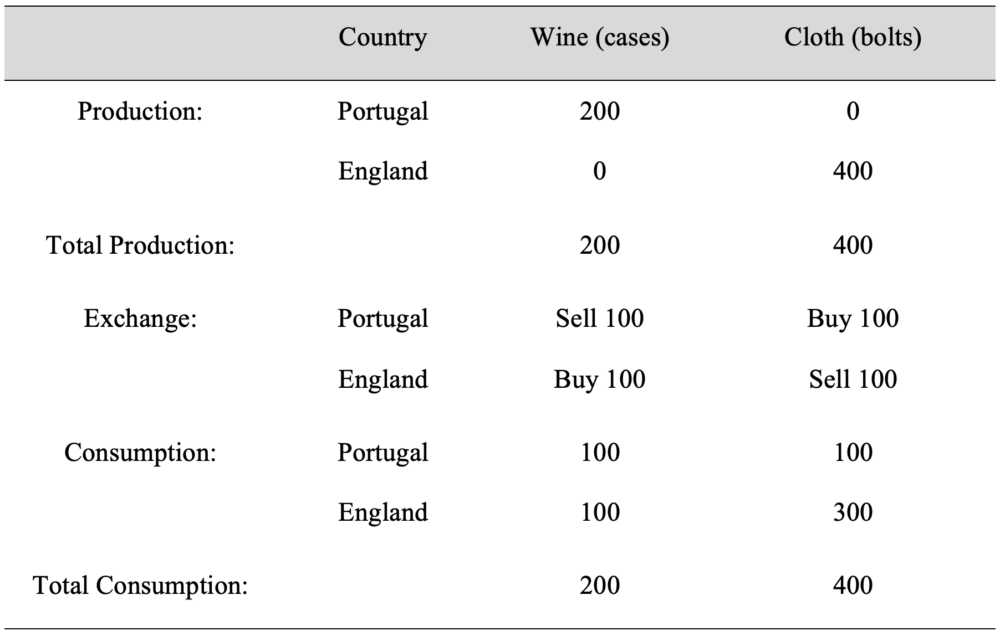 Country Wine (cases) Cloth (bolts)
Production: Portugal 200 0
England 0 400
Total Production: 200 400
Exchange: Portugal Sell 100 Buy 100
England Buy 100 Sell 100
Consumption: Portugal 100 100
England 100 300
Total Consumption: 200 400